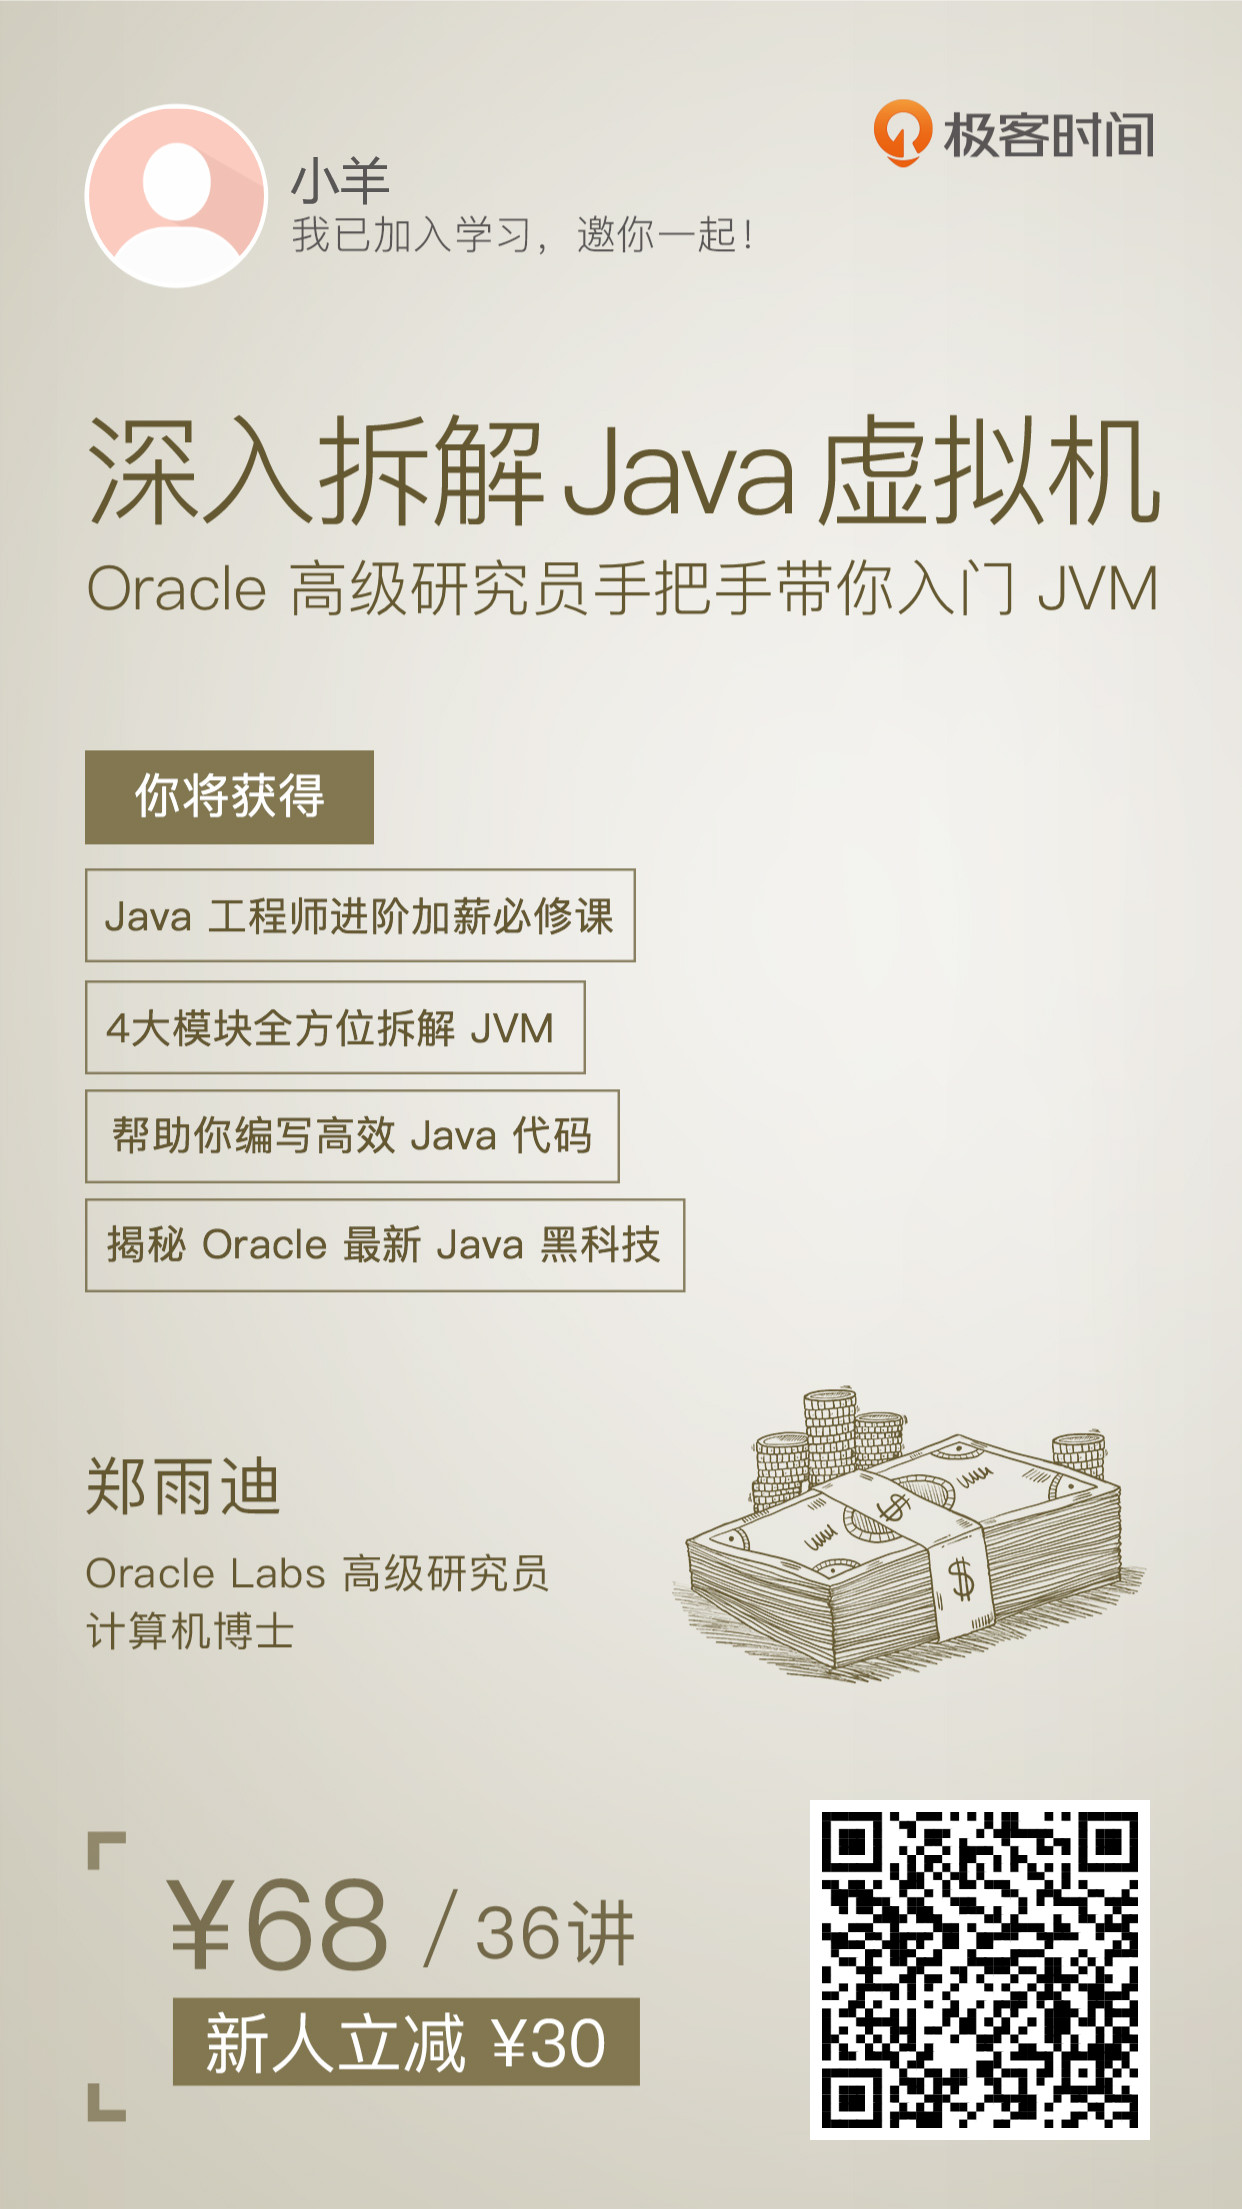 极客时间
小羊
我已加入学习，邀你一起！
深入拆解 Java 虚拟机
Oracle 高级研究员手把手带你入门 JVM
你将获得
Java 工程师进阶加薪必修课
4大模块全方位拆解 JVM
帮助你编写高效 Java 代码
揭秘 Oracle 最新 Java 黑科技
郑雨迪
Oracle Labs 高级研究员
计算机博士
$
$
¥68 / 36讲
新人立减 ¥30